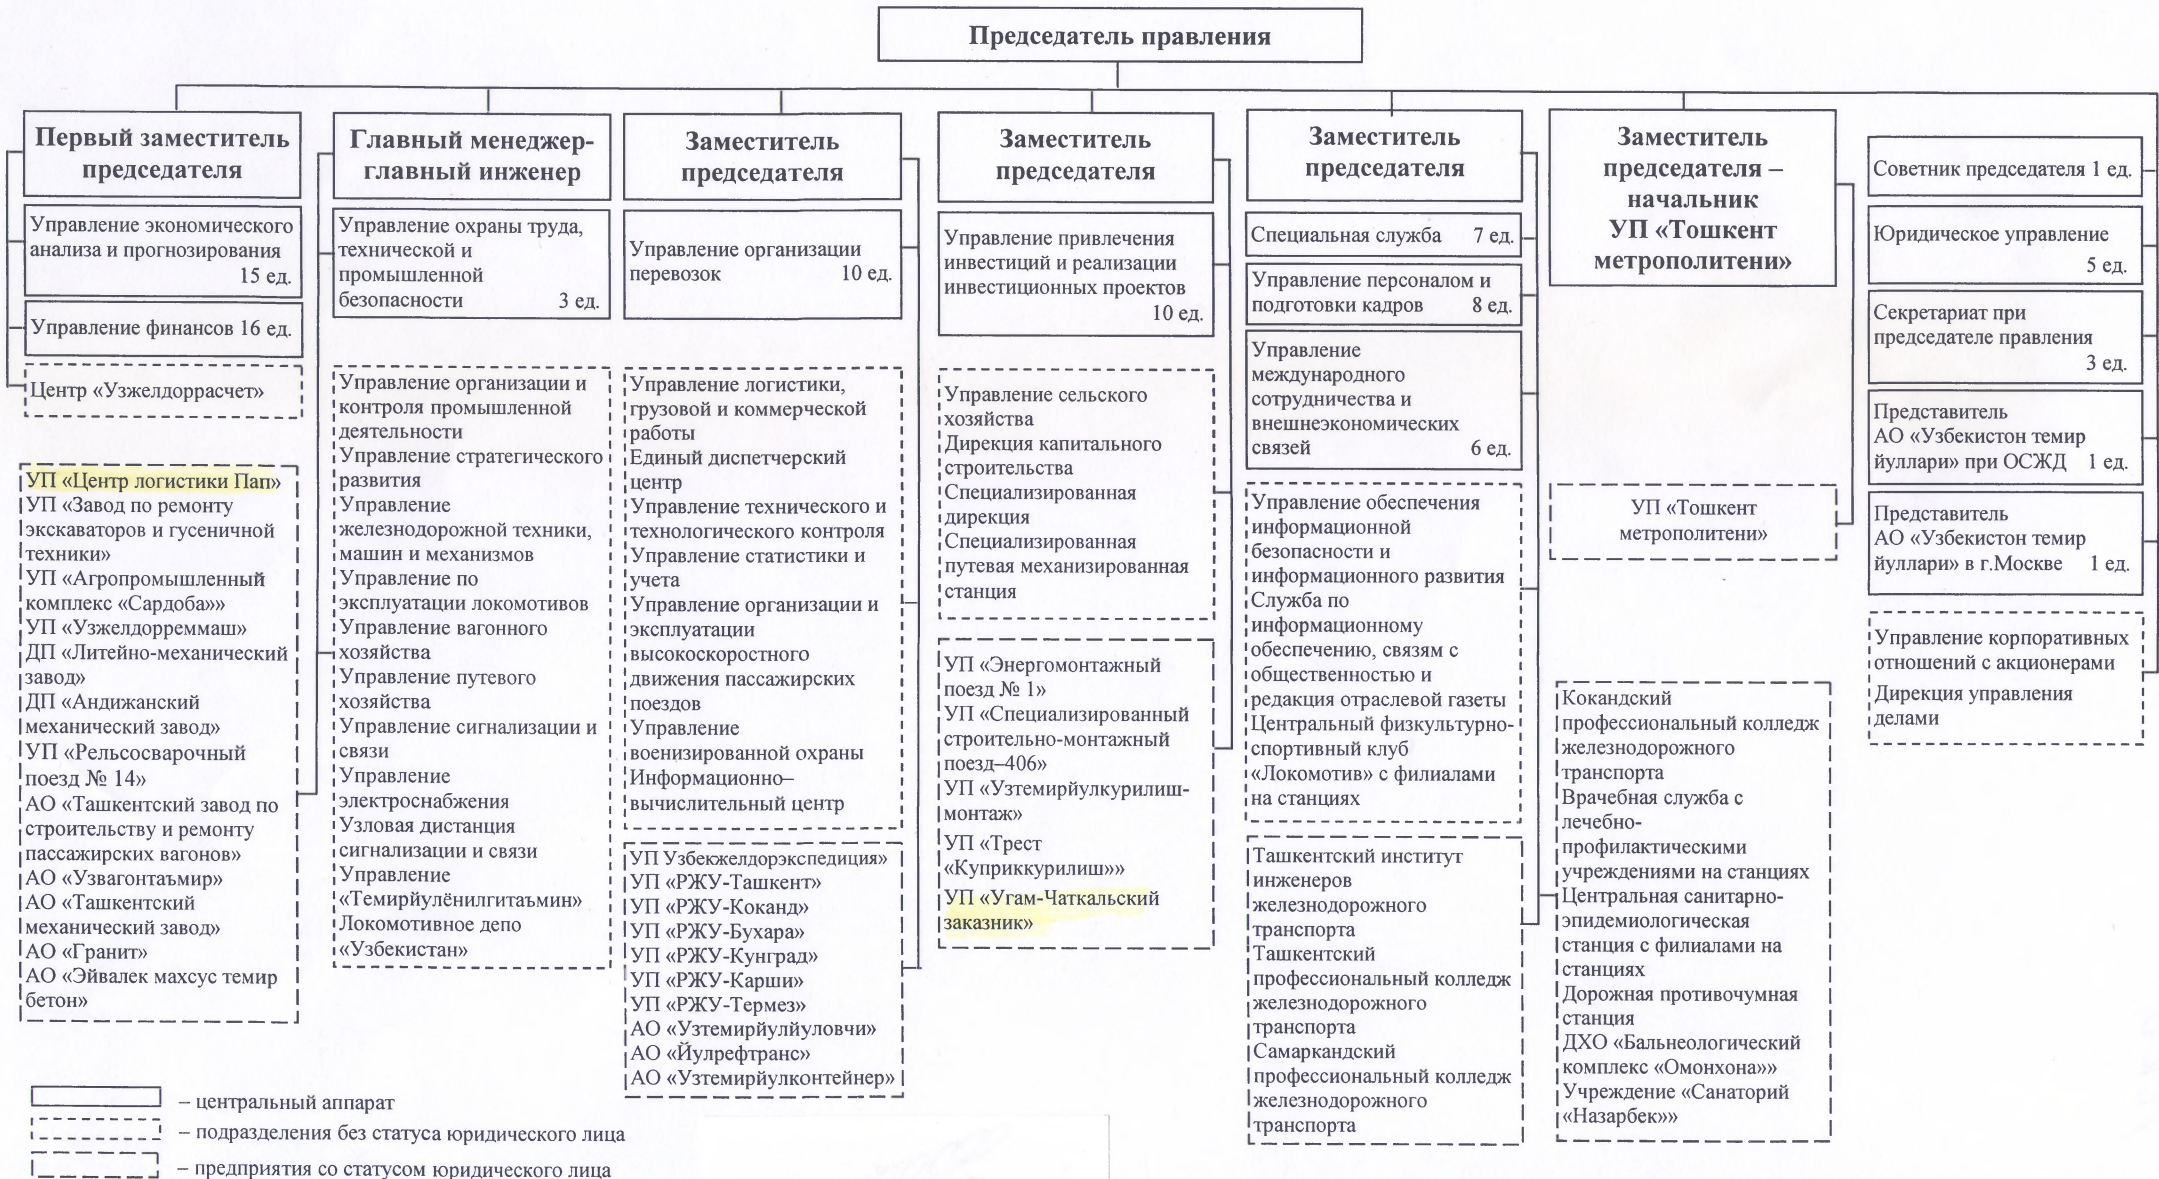 Председатель правления
Первый заместитель
председателя
Управление экономического
анализа и прогнозирования
15 ед.
Управление финансов 16 ед.
Центр «Узжелдоррасчет»
УП «Центр логистики Пап»
УП «Завод по ремонту
экскаваторов и гусеничной
техники»
УП «Агропромышленный
комплекс «Сардоба»»
УП «Узжелдорреммаш»
ДП «Литейно-механический
завод»
ДП «Андижанский
механический завод»
УП «Рельсосварочный
поезд № 14»
АО «Ташкентский завод по
строительству и ремонту
пассажирских вагонов»
АО «Узвагонтаъмир»
АО «Ташкентский
механический завод»
АО «Гранит»
АО «Эйвалек махсус темир
бетон»
Главный менеджер-
главный инженер
Управление охраны труда,
технической и
промышленной
безопасности 3 ед.
Управление организации и
контроля промышленной
деятельности
Управление стратегического
развития
Управление
железнодорожной техники,
машин и механизмов
Управление по
эксплуатации локомотивов
Управление вагонного
хозяйства
Управление путевого
хозяйства
Управление сигнализации и
связи
Управление
электроснабжения
Узловая дистанция
сигнализации и связи
Управление
«Темирйулёнилгитаъмин»
Локомотивное депо
«Узбекистан»
Заместитель
председателя
Управление организации
перевозок 10 ед.
Управление логистики,
грузовой и коммерческой
работы
Единый диспетчерский
центр
Управление технического и
технологического контроля
Управление статистики и
учета
Управление организации и
эксплуатации
высокоскоростного
движения пассажирских
поездов
Управление
военизированной охраны
Информационно–
вычислительный центр
УП Узбекжелдорэкспедиция»
УП «РЖУ-Ташкент»
УП «РЖУ-Коканд»
УП «РЖУ-Бухара»
УП «РЖУ-Кунград»
УП «РЖУ-Карши»
УП «РЖУ-Термез»
АО «Узтемирйулйуловчи»
АО «Йулрефтранс»
АО «Узтемирйулконтейнер»
Заместитель
председателя
Управление привлечения
инвестиций и реализации
инвестиционных проектов
10 ед.
Управление сельского
хозяйства
Дирекция капитального
строительства
Специализированная
дирекция
Специализированная
путевая механизированная
станция
УП «Энергомонтажный
поезд № 1»
УП «Специализированный
строительно-монтажный
поезд–406»
УП «Узтемирйулкурилиш-
монтаж»
УП «Трест
«Куприккурилиш»»
УП «Угам-Чаткальский
заказник»
Заместитель
председателя
Специальная служба 7 ед.
Управление персоналом и
подготовки кадров 8 ед.
Управление
международного
сотрудничества и
внешнеэкономических
связей 6 ед.
Управление обеспечения
информационной
безопасности и
информационного развития
Служба по
информационному
обеспечению, связям с
общественностью и
редакция отраслевой газеты
Центральный физкультурно-
спортивный клуб
«Локомотив» с филиалами
на станциях
Ташкентский институт
инженеров
железнодорожного
транспорта
Ташкентский
профессиональный колледж
железнодорожного
транспорта
Самаркандский
профессиональный колледж
железнодорожного
транспорта
Заместитель
председателя –
начальник
УП «Тошкент
метрополитени»
УП «Тошкент
метрополитени»
Кокандский
профессиональный колледж
железнодорожного
транспорта
Врачебная служба с
лечебно-
профилактическими
учреждениями на станциях
Центральная санитарно-
эпидемиологическая
станция с филиалами на
станциях
Дорожная противочумная
станция
ДХО «Бальнеологический
комплекс «Омонхона»»
Учреждение «Санаторий
«Назарбек»»
Советник председателя 1 ед.
Юридическое управление
5 ед.
Секретариат при
председателе правления
3 ед.
Представитель
АО «Узбекистон темир
йуллари» при ОСЖД 1 ед.
Представитель
АО «Узбекистон темир
йуллари» в г.Москве 1 ед.
Управление корпоративных
отношений с акционерами
Дирекция управления
делами
– центральный аппарат
– подразделения без статуса юридического лица
– предприятия со статусом юридического лица